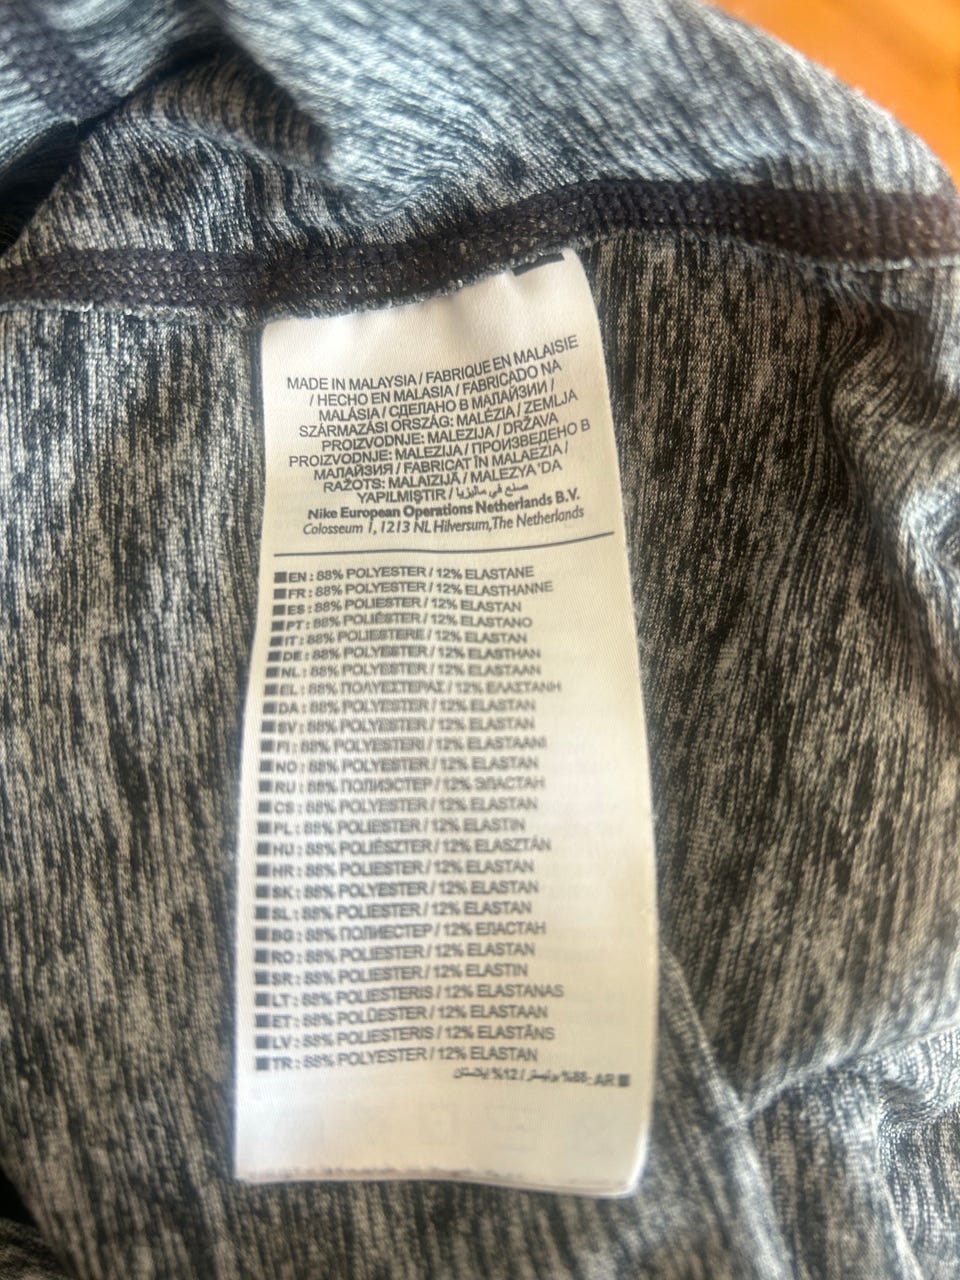 MADE IN MALAYSIA / FABRIQUE EN MALAISIE
/ HECHO EN MALASIA / FABRICADO NA
MALÁSIA / СДЕЛАНО В МАЛАЙЗИИ /
SZÁRMAZÁSI ORSZÁG: MALÉZIA / ZEMLJA
PROIZVODNJE: MALEZIJA / DRŽAVA
PROIZVODNJE: MALEZIJA / ПРОИЗВЕДЕНО В
МАЛАЙЗИЯ / FABRICAT ÎN MALAEZIA /
RAŽOTS: MALAIZIJĀ / MALEZYA 'DA
YAPILMIŞTIR / صنع في ماليزيا
Nike European Operations Netherlands B.V.
Colosseum 1, 1213 NL Hilversum, The Netherlands
EN : 88% POLYESTER / 12% ELASTANE
FR : 88% POLYESTER / 12% ELASTHANNE
ES : 88% POLIÉSTER / 12% ELASTAN
PT : 88% POLIÉSTER / 12% ELASTANO
IT : 88% POLIESTERE / 12% ELASTAN
DE : 88% POLYESTER / 12% ELASTHAN
NL : 88% POLYESTER / 12% ELASTAAN
EL : 88% ΠΟΛΥΕΣΤΕΡΑΣ / 12% ΕΛΑΣΤΑΝΗ
DA : 88% POLYESTER / 12% ELASTAN
SV : 88% POLYESTER / 12% ELASTAN
FI : 88% POLYESTERI / 12% ELASTAANI
NO : 88% POLYESTER / 12% ELASTAN
RU : 88% ПОЛИЭСТЕР / 12% ЭЛАСТАН
CS : 88% POLYESTER / 12% ELASTAN
PL : 88% POLIESTER / 12% ELASTIN
HU : 88% POLIÉSZTER / 12% ELASZTÁN
HR : 88% POLIESTER / 12% ELASTAN
SK : 88% POLYESTER / 12% ELASTAN
SL : 88% POLIESTER / 12% ELASTAN
BG : 88% ПОЛИЕСТЕР / 12% ЕЛАСТАН
RO : 88% POLIESTER / 12% ELASTAN
SR : 88% POLIESTER / 12% ELASTIN
LT : 88% POLIESTERIS / 12% ELASTANAS
ET : 88% POLÜESTER / 12% ELASTAAN
LV : 88% POLIESTERIS / 12% ELASTĀNS
TR : 88% POLYESTER / 12% ELASTAN
AR: 88% بوليستر / 12% إيلاستان